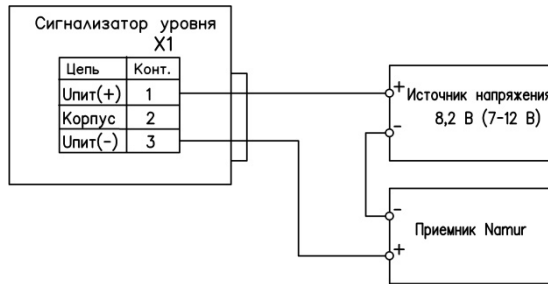 Сигнализатор уровня
X1
Цепь Конт.
Uпит(+) 1
Корпус 2
Uпит(-) 3
+
Источник напряжения
8,2 В (7-12 В)
-
-
Приемник Namur
+